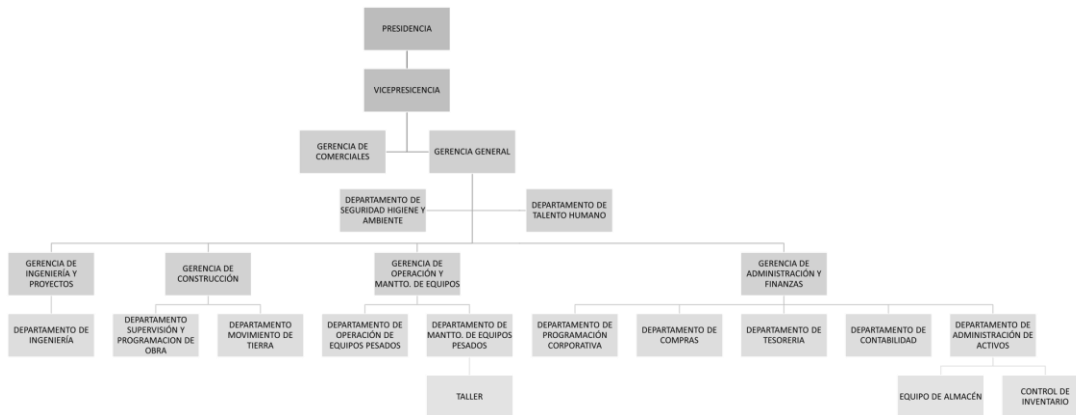 PRESIDENCIA
VICEPRESICENCIA
GERENCIA DE
COMERCIALES
GERENCIA GENERAL
DEPARTAMENTO DE
SEGURIDAD HIGIENE Y
AMBIENTE
DEPARTAMENTO DE
TALENTO HUMANO
GERENCIA DE
INGENIERÍA Y
PROYECTOS
GERENCIA DE
CONSTRUCCIÓN
GERENCIA DE
OPERACIÓN Y
MANTTO. DE EQUIPOS
GERENCIA DE
ADMINISTRACIÓN Y
FINANZAS
DEPARTAMENTO DE
INGENIERÍA
DEPARTAMENTO
SUPERVISIÓN Y
PROGRAMACION DE
OBRA
DEPARTAMENTO
MOVIMIENTO DE
TIERRA
DEPARTAMENTO DE
OPERACIÓN DE
EQUIPOS PESADOS
DEPARTAMENTO DE
MANTTO. DE EQUIPOS
PESADOS
DEPARTAMENTO DE
PROGRAMACIÓN
CORPORATIVA
DEPARTAMENTO DE
COMPRAS
DEPARTAMENTO DE
TESORERIA
DEPARTAMENTO DE
CONTABILIDAD
DEPARTAMENTO DE
ADMINISTRACIÓN DE
ACTIVOS
TALLER
EQUIPO DE ALMACÉN
CONTROL DE
INVENTARIO